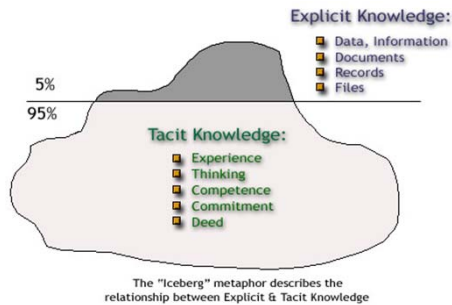 Explicit Knowledge:
Data, Information
Documents
Records
Files
5%
95%
Tacit Knowledge:
Experience
Thinking
Competence
Commitment
Deed
The "Iceberg" metaphor describes the
relationship between Explicit & Tacit Knowledge